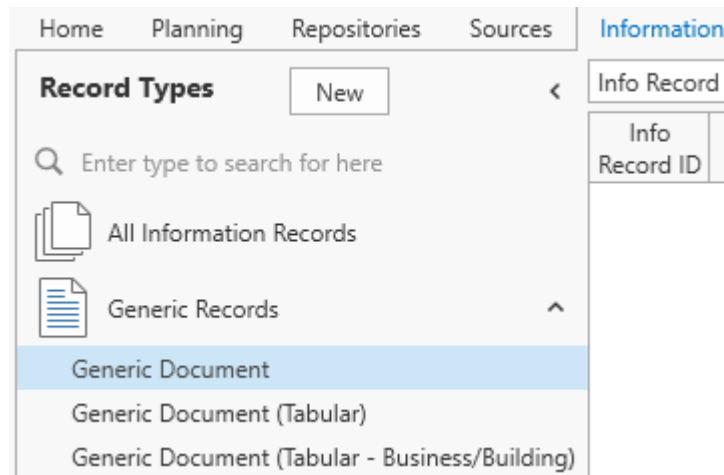 Home Planning Repositories Sources Information
Record Types New
Info Record
Enter type to search for here
Info
Record ID
All Information Records
Generic Records
Generic Document
Generic Document (Tabular)
Generic Document (Tabular - Business/Building)